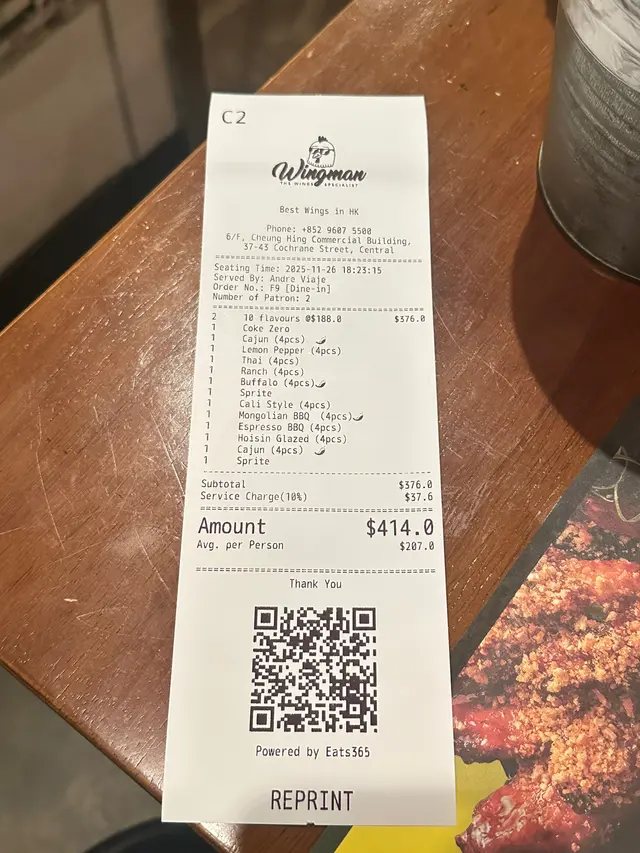 C2
Wingman
THE WINGS SPECIALIST
Best Wings in HK
Phone: +852 9607 5500
6/F, Cheung Hing Commercial Building,
37-43 Cochrane Street, Central
Seating Time: 2025-11-26 18:23:15
Served By: Andre Viaje
Order No.: F9 [Dine-in]
Number of Patron: 2
2 10 flavours @$188.0 $376.0
1 Coke Zero
1 Cajun (4pcs)
1 Lemon Pepper (4pcs)
1 Thai (4pcs)
1 Ranch (4pcs)
1 Buffalo (4pcs)
1 Sprite
1 Cali Style (4pcs)
1 Mongolian BBQ (4pcs)
1 Espresso BBQ (4pcs)
1 Hoisin Glazed (4pcs)
1 Cajun (4pcs)
1 Sprite
Subtotal $376.0
Service Charge(10%) $37.6
Amount $414.0
Avg. per Person $207.0
Thank You
Powered by Eats365
REPRINT